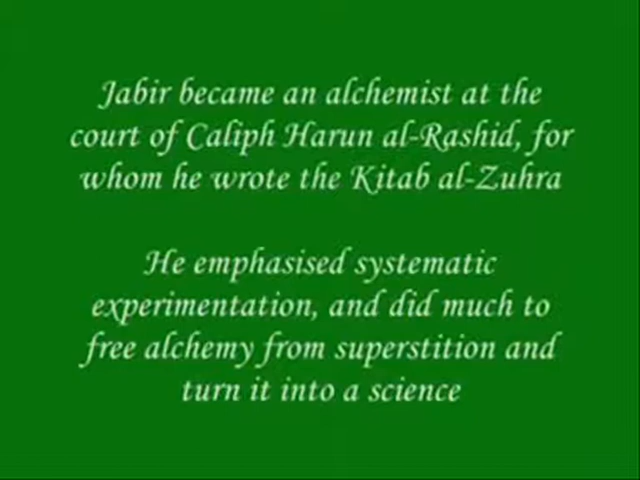 Jabir became an alchemist at the
court of Caliph Harun al-Rashid, for
whom he wrote the Kitab al-Zuhra
He emphasised systematic
experimentation, and did much to
free alchemy from superstition and
turn it into a science